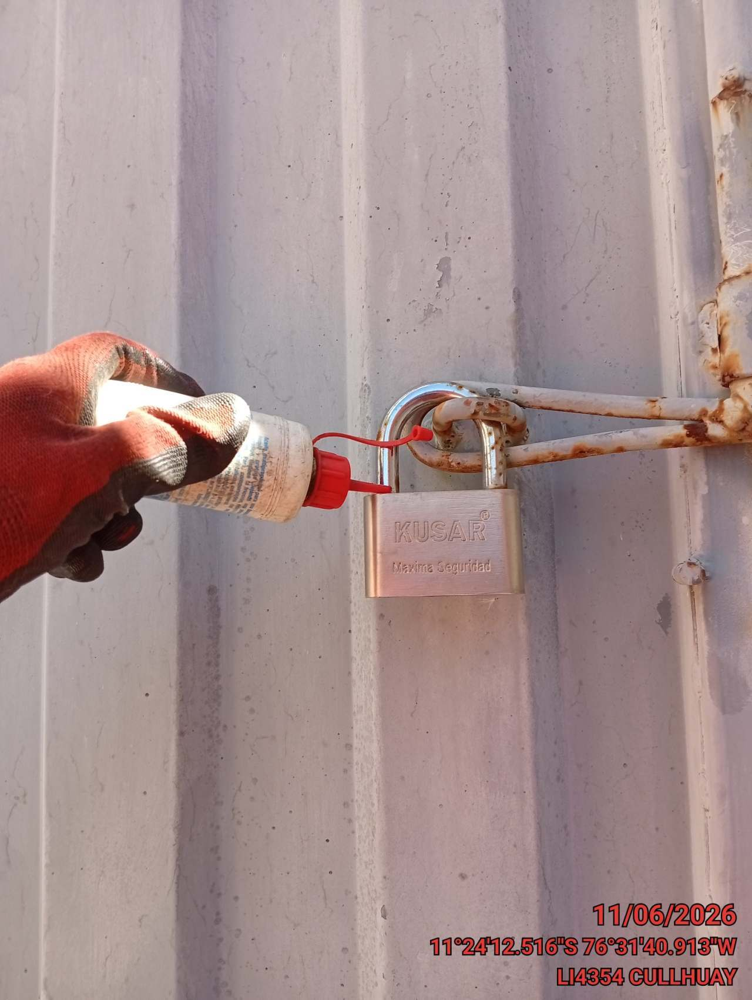 KUSAR®
Maxima Seguridad
11/06/2026
11°24'12.516"S 76°31'40.913"W
LI4354 CULLHUAY